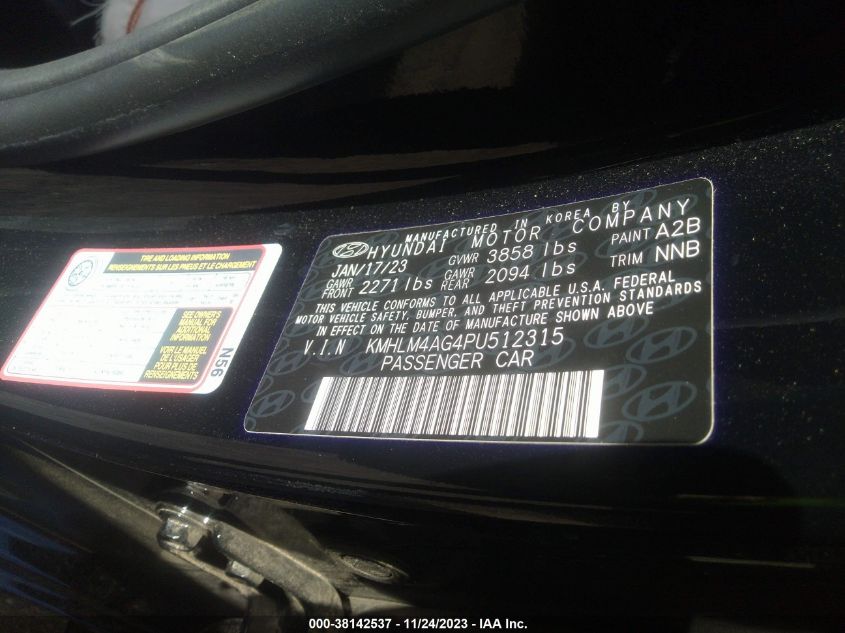 TIRE AND LOADING INFORMATION
RENSEIGNEMENTS SUR LES PNEUS ET LE CHARGEMENT
SEE OWNER'S
MANUAL FOR
ADDITIONAL
INFORMATION
VOIR LE MANUEL
DE L'USAGER
POUR PLUS DE
RENSEIGNEMENTS
N56
MANUFACTURED IN KOREA BY
HYUNDAI MOTOR COMPANY
JAN/17/23 GVWR 3858 lbs PAINT A2B
GAWR FRONT 2271 lbs GAWR REAR 2094 lbs TRIM NNB
THIS VEHICLE CONFORMS TO ALL APPLICABLE U.S.A. FEDERAL
MOTOR VEHICLE SAFETY, BUMPER, AND THEFT PREVENTION STANDARDS
IN EFFECT ON THE DATE OF MANUFACTURE SHOWN ABOVE
V.I.N KMHLM4AG4PU512315
PASSENGER CAR
000-38142537 - 11/24/2023 - IAA Inc.